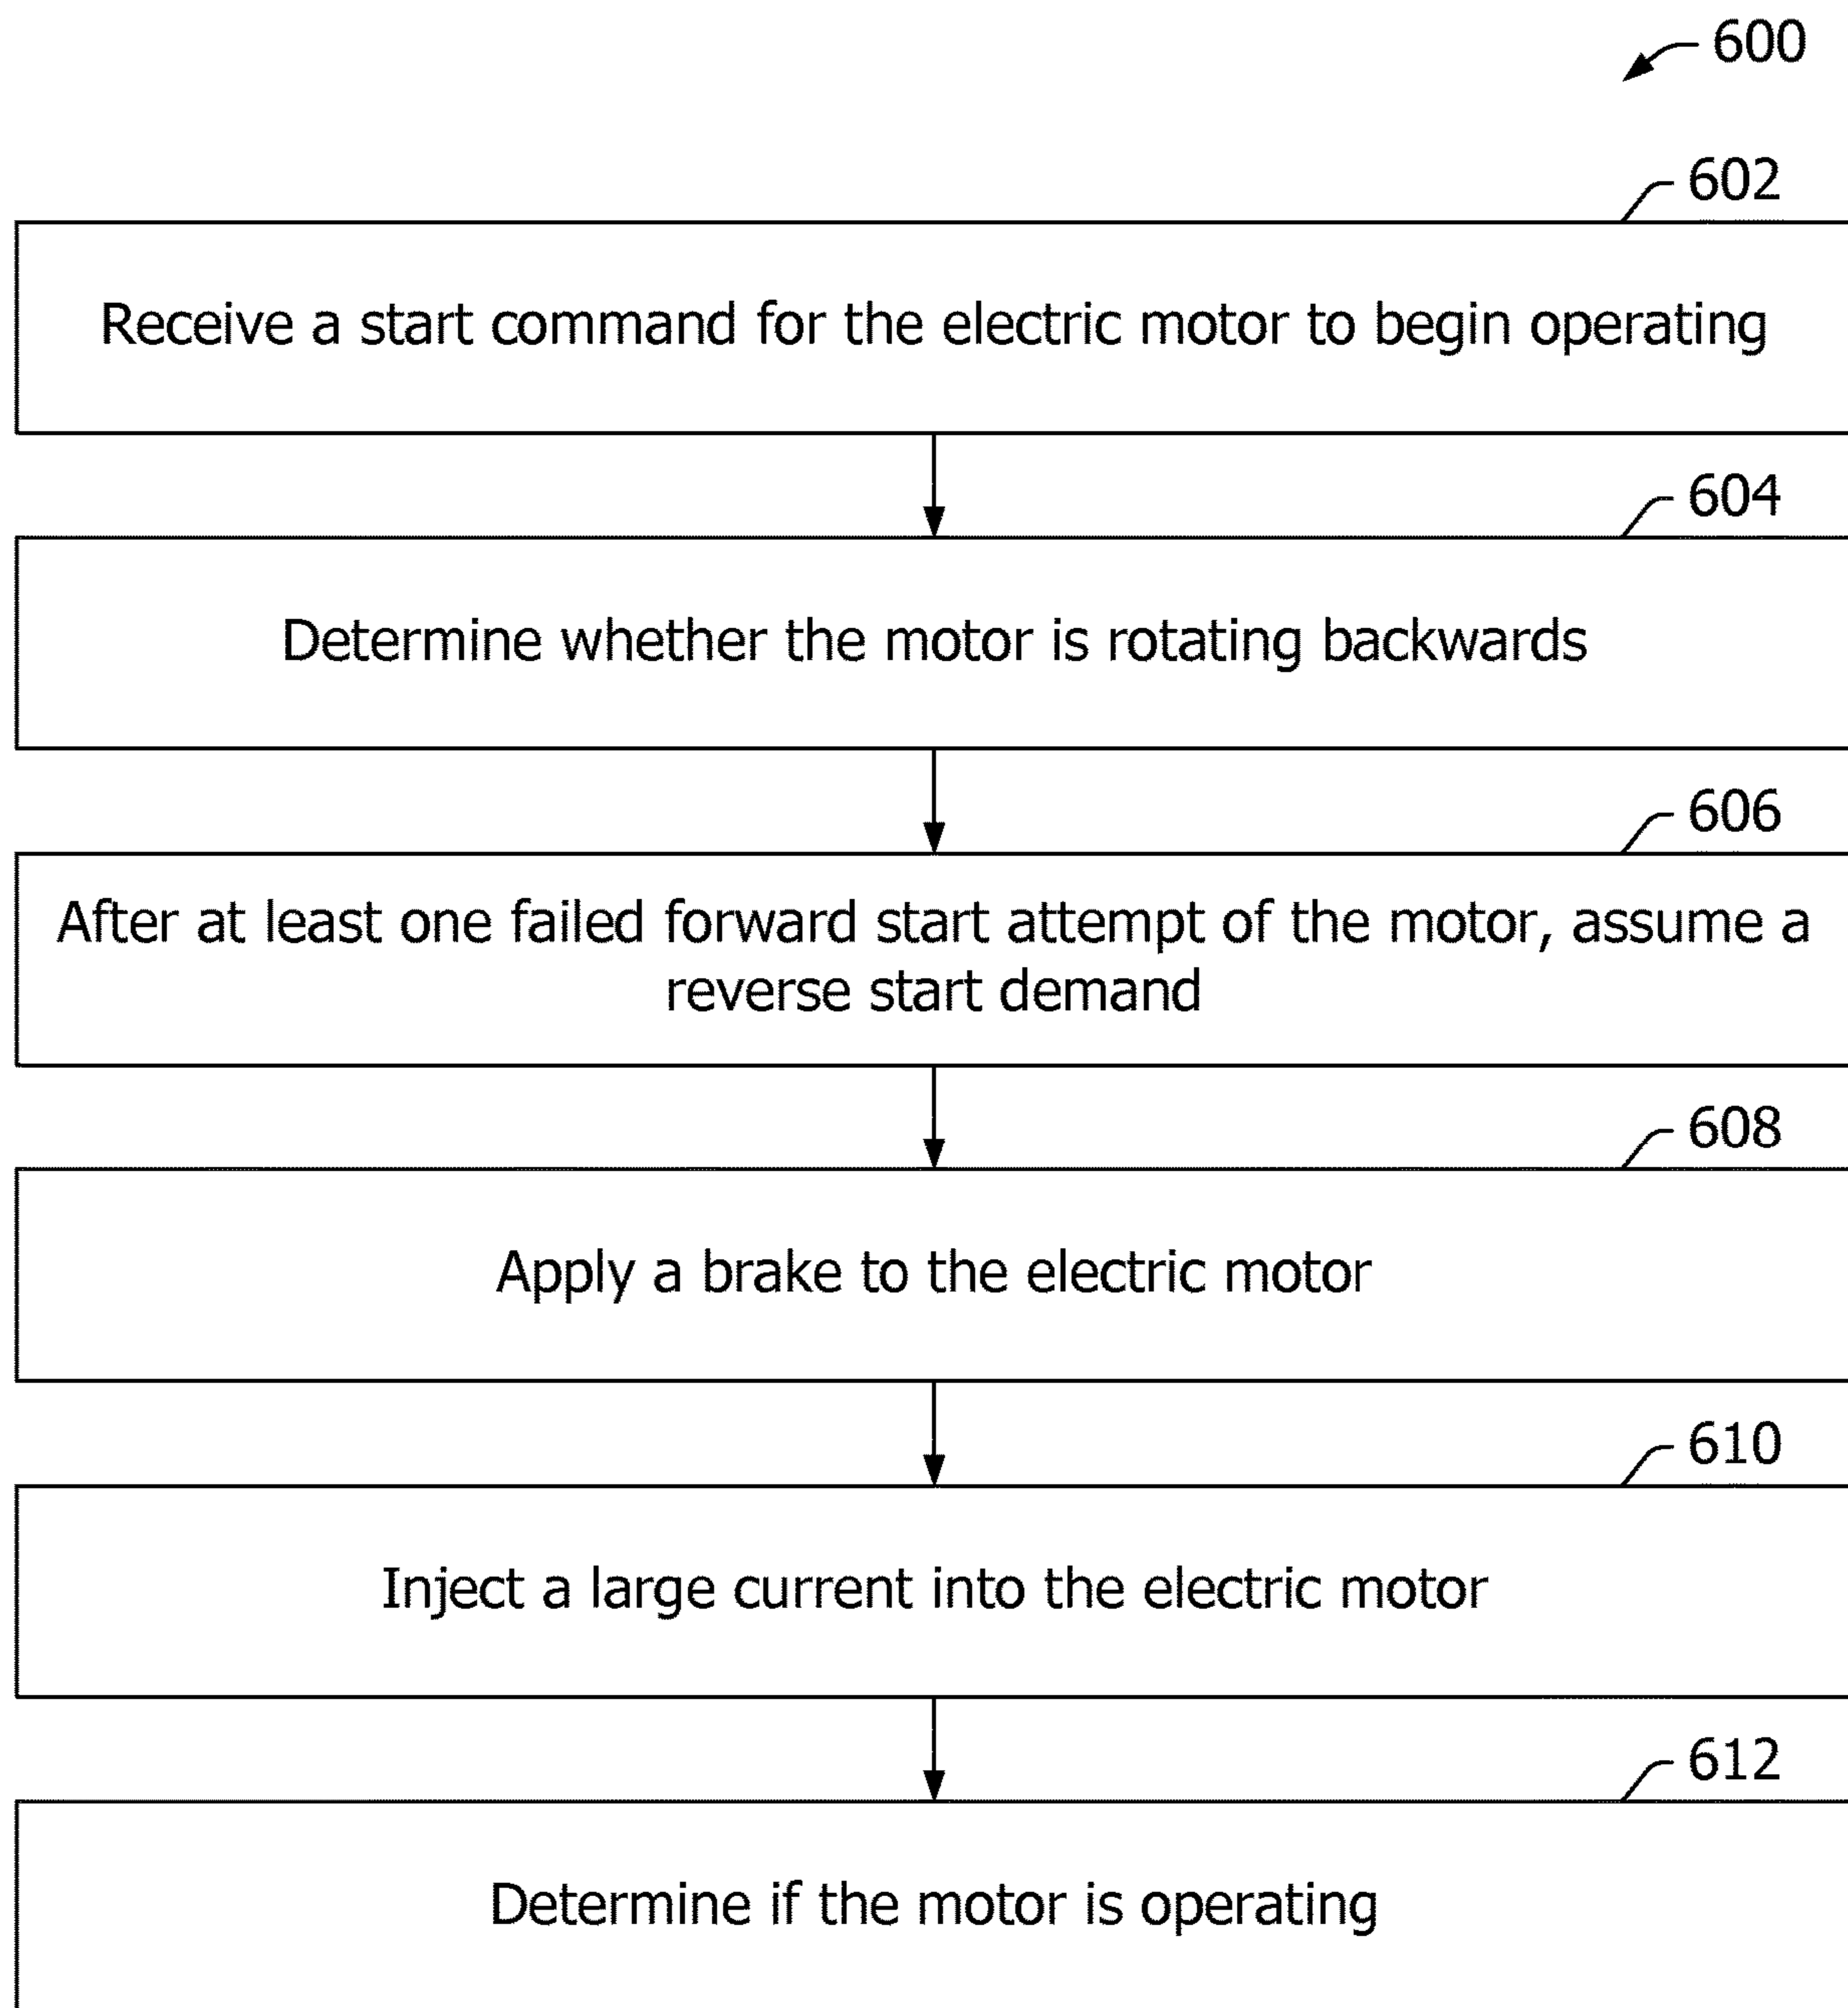 600
602
Receive a start command for the electric motor to begin operating
604
Determine whether the motor is rotating backwards
606
After at least one failed forward start attempt of the motor, assume a
reverse start demand
608
Apply a brake to the electric motor
610
Inject a large current into the electric motor
612
Determine if the motor is operating